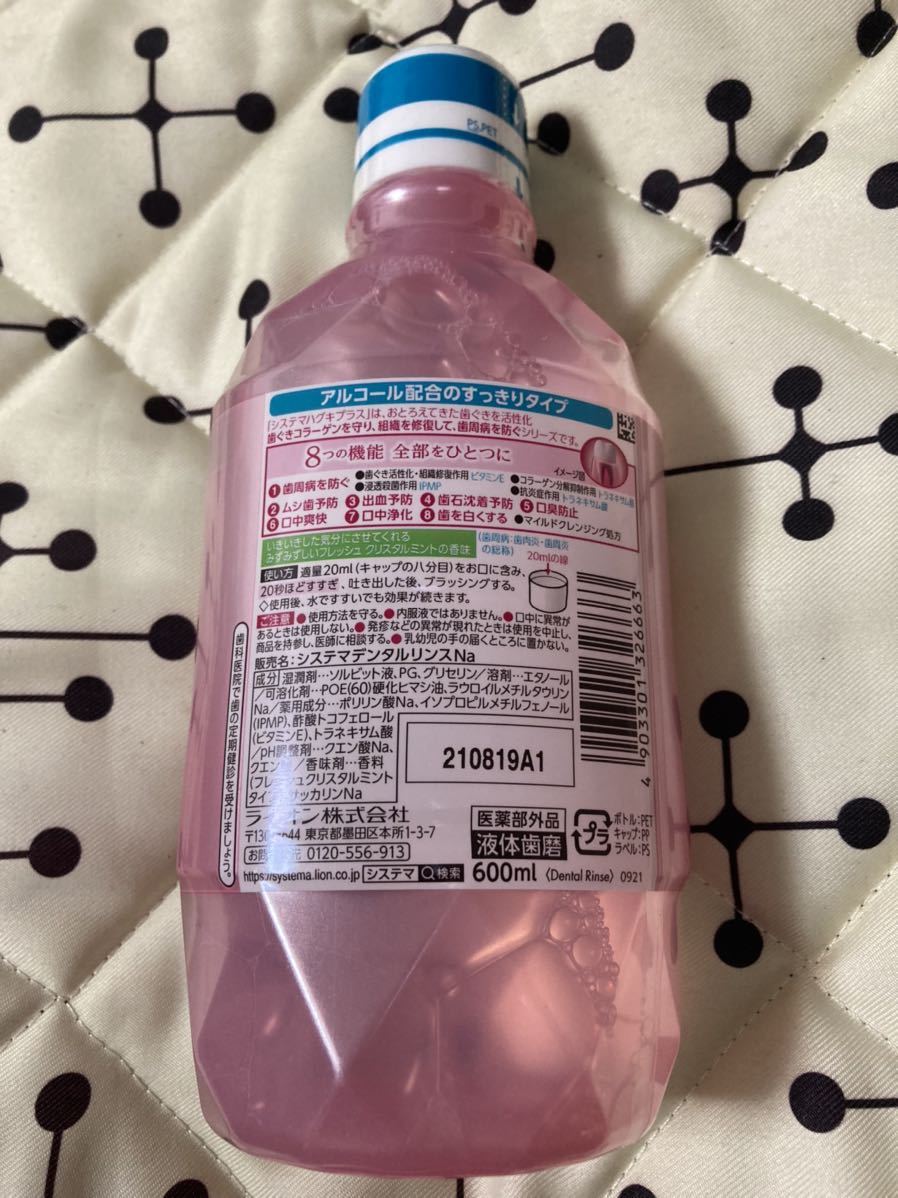 PS,PET
アルコール配合のすっきりタイプ
「システマハグキプラス」は、おとろえてきた歯ぐきを活性化
歯ぐきコラーゲンを守り、組織を修復して、歯周病を防ぐシリーズです。
8つの機能 全部をひとつに
イメージ図
❶歯周病を防ぐ ●歯ぐき活性化・組織修復作用 ビタミンE ●コラーゲン分解抑制作用 トラネキサム酸
●浸透殺菌作用 IPMP ●抗炎症作用 トラネキサム酸
❷ムシ歯予防 ❸出血予防 ❹歯石沈着予防 ❺口臭防止
❻口中爽快 ❼口中浄化 ❽歯を白くする ●マイルドクレンジング処方
いきいきした気分にさせてくれる
みずみずしいフレッシュ クリスタルミントの香味
(歯周病:歯肉炎・歯周炎
の総称)
使い方 適量20ml(キャップの八分目)をお口に含み、
20秒ほどすすぎ、吐き出した後、ブラッシングする。
◇使用後、水ですすいでも効果が続きます。
20mlの線
ご注意 ●使用方法を守る。●内服液ではありません。●口中に異常が
あるときは使用しない。●発疹などの異常が現れたときは使用を中止し、
商品を持参し、医師に相談する。●乳幼児の手の届くところに置かない。
販売名:システマデンタルリンスNa
成分 湿潤剤…ソルビット液、PG、グリセリン/溶剤…エタノール
/可溶化剤…POE(60)硬化ヒマシ油、ラウロイルメチルタウリン
Na/薬用成分…ポリリン酸Na、イソプロピルメチルフェノール
(IPMP)、酢酸トコフェロール
(ビタミンE)、トラネキサム酸
/pH調整剤…クエン酸Na、
クエン /香味剤…香料
(フレッシュクリスタルミント
タイプ サッカリンNa
210819A1
4 903301 326663
歯科医院で歯の定期健診を受けましょう。
ラ オン株式会社
〒130 644 東京都墨田区本所1-3-7
お問 先 0120-556-913
https://systema.lion.co.jp システマ 検索
医薬部外品
液体歯磨
600ml 〈Dental Rinse〉 0921
プラ
ボトル:PET
キャップ:PP
ラベル:PS